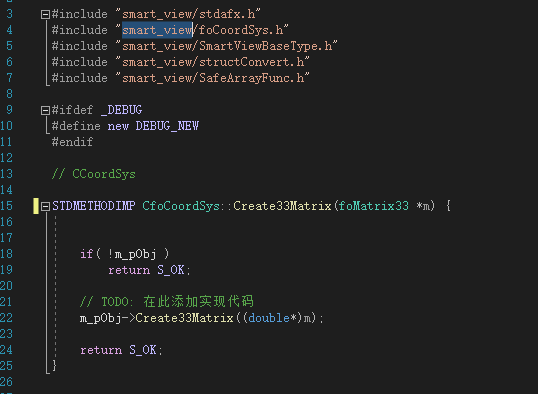 3 #include "smart_view/stdafx.h"
4 #include "smart_view/foCoordSys.h"
5 #include "smart_view/SmartViewBaseType.h"
6 #include "smart_view/structConvert.h"
7 #include "smart_view/SafeArrayFunc.h"
8
9 #ifdef _DEBUG
10 #define new DEBUG_NEW
11 #endif
12
13 // CCoordSys
14
15 STDMETHODIMP CfoCoordSys::Create33Matrix(foMatrix33 *m) {
16
17
18 if( !m_pObj )
19 return S_OK;
20
21 // TODO: 在此添加实现代码
22 m_pObj->Create33Matrix((double*)m);
23
24 return S_OK;
25 }
26